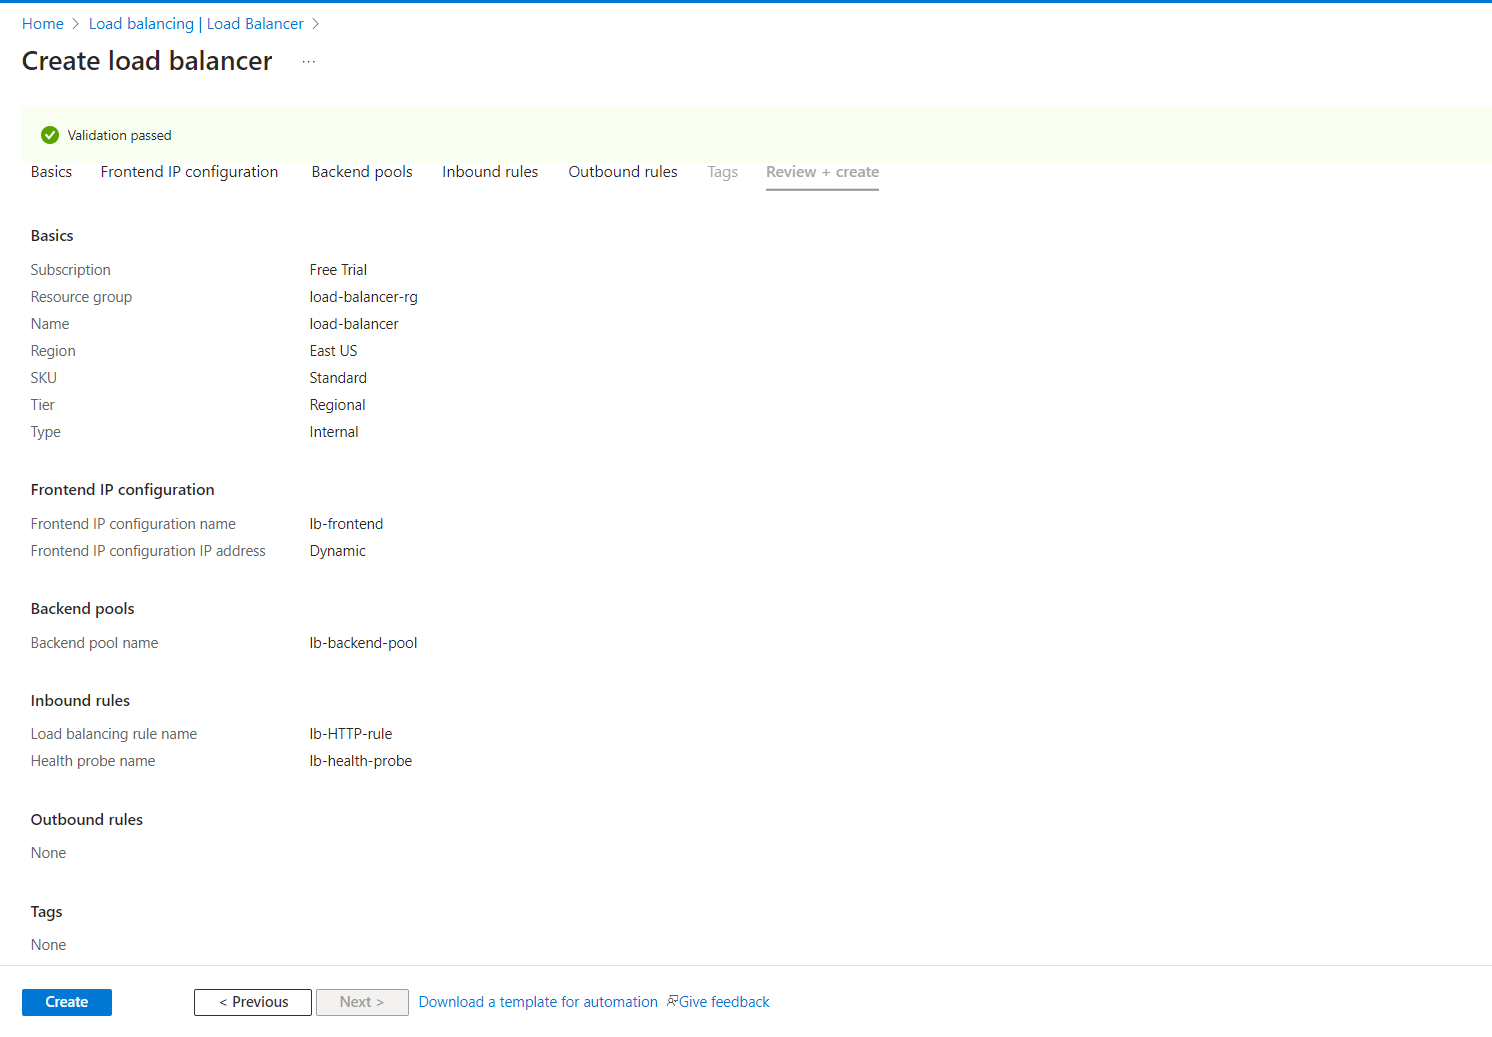 Home > Load balancing | Load Balancer >
Create load balancer ...
Validation passed
Basics Frontend IP configuration Backend pools Inbound rules Outbound rules Tags Review + create
Basics
Subscription Free Trial
Resource group load-balancer-rg
Name load-balancer
Region East US
SKU Standard
Tier Regional
Type Internal
Frontend IP configuration
Frontend IP configuration name lb-frontend
Frontend IP configuration IP address Dynamic
Backend pools
Backend pool name lb-backend-pool
Inbound rules
Load balancing rule name lb-HTTP-rule
Health probe name lb-health-probe
Outbound rules
None
Tags
None
Create < Previous Next > Download a template for automation Give feedback